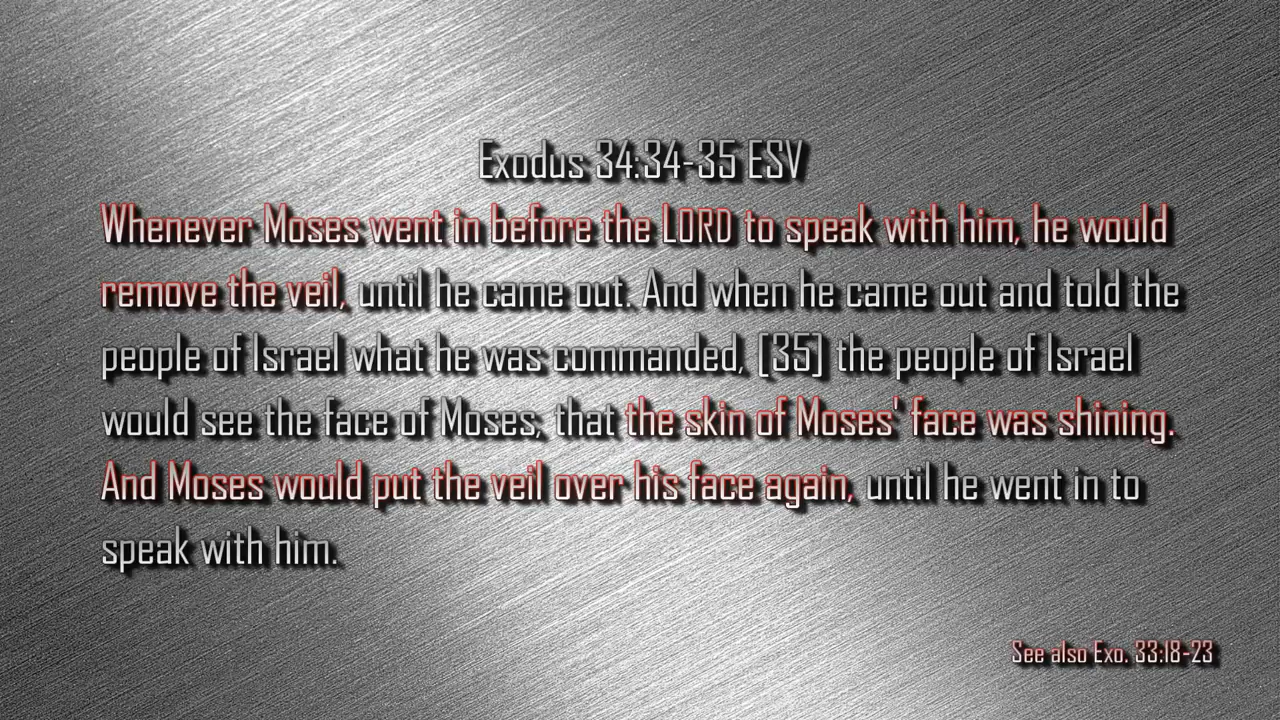 Exodus 34:34-35 ESV
Whenever Moses went in before the LORD to speak with him, he would
remove the veil, until he came out. And when he came out and told the
people of Israel what he was commanded, [35] the people of Israel
would see the face of Moses, that the skin of Moses' face was shining.
And Moses would put the veil over his face again, until he went in to
speak with him.
See also Exo. 33:18-23